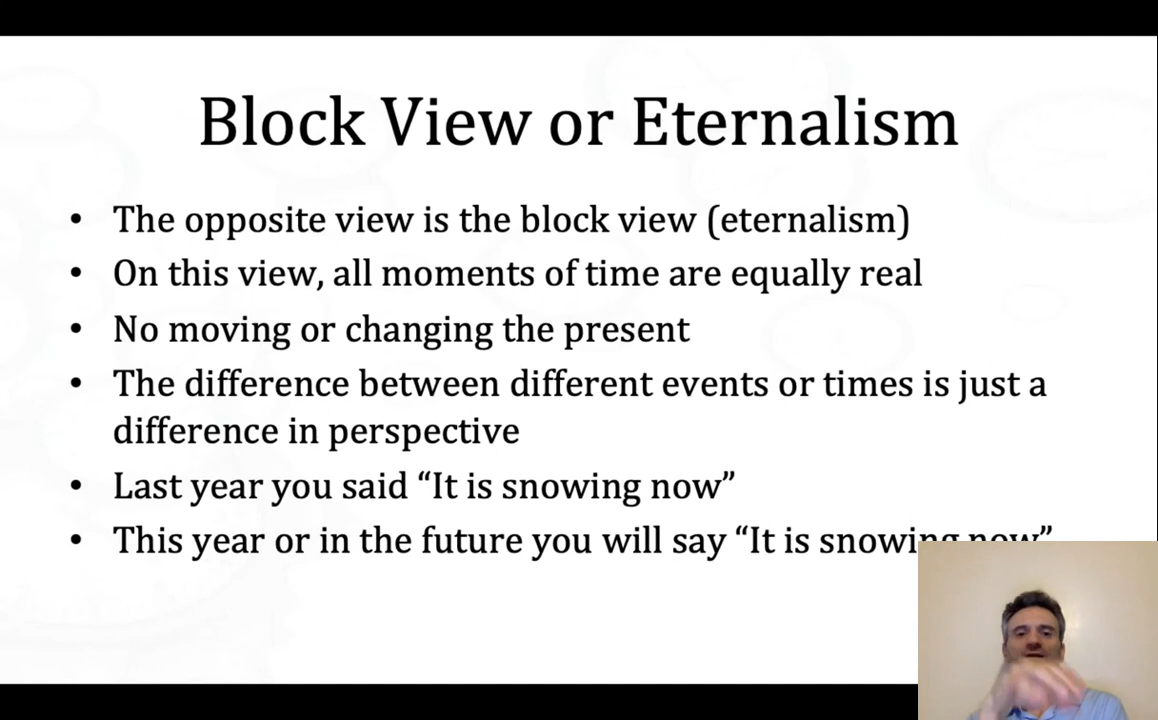 Block View or Eternalism
• The opposite view is the block view (eternalism)
• On this view, all moments of time are equally real
• No moving or changing the present
• The difference between different events or times is just a
difference in perspective
• Last year you said “It is snowing now”
• This year or in the future you will say “It is snowing now”